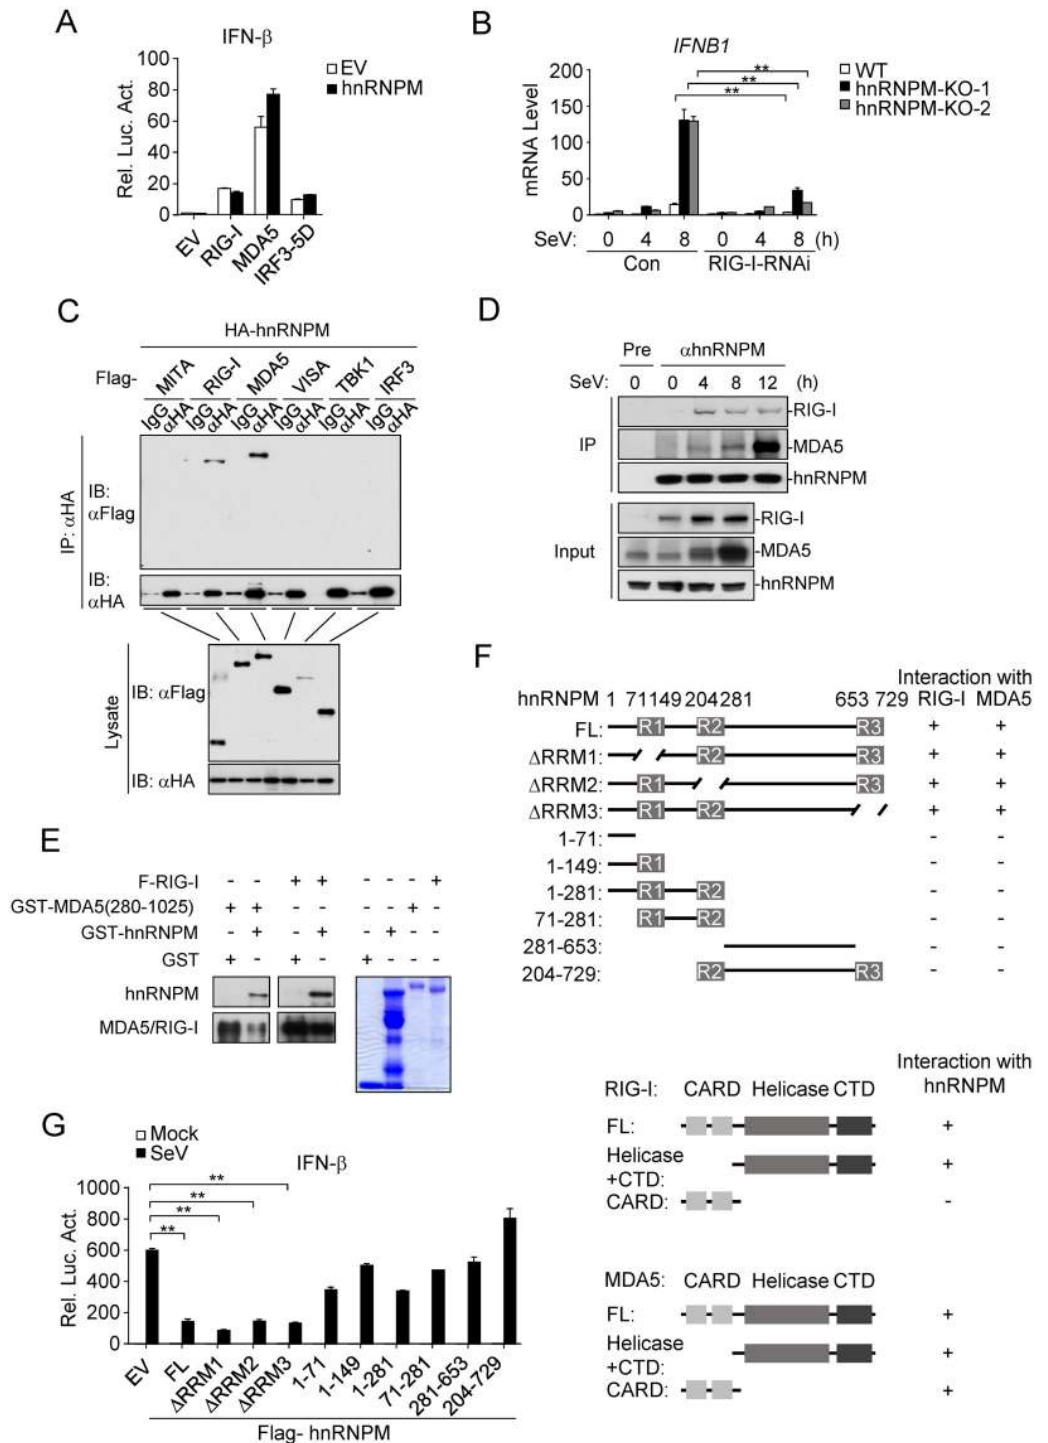 A
IFN-β
Rel. Luc. Act.
100
80
60
40
20
0
EV
hnRNPM
EV
RIG-I
MDA5
IRF3-5D
B
IFNB1
mRNA Level
200
150
100
50
0
WT
hnRNPM-KO-1
hnRNPM-KO-2
**
**
**
SeV: 0 4 8 0 4 8 (h)
Con RIG-I-RNAi
C
HA-hnRNPM
Flag- MITA RIG-I MDA5 VISA TBK1 IRF3
IgG αHA IgG αHA IgG αHA IgG αHA IgG αHA IgG αHA
IP: αHA
IB: αFlag
IB: αHA
Lysate
IB: αFlag
IB: αHA
D
Pre αhnRNPM
SeV: 0 0 4 8 12 (h)
IP
-RIG-I
-MDA5
-hnRNPM
Input
-RIG-I
-MDA5
-hnRNPM
E
F-RIG-I - - + + - - - +
GST-MDA5(280-1025) + + - - - - + -
GST-hnRNPM - + - + - + - -
GST + - + - + - - -
hnRNPM
MDA5/RIG-I
F
Interaction with
hnRNPM 1 71149 204281 653 729 RIG-I MDA5
FL: R1 R2 R3 + +
ΔRRM1: R2 R3 + +
ΔRRM2: R1 R3 + +
ΔRRM3: R1 R2 + +
1-71: - -
1-149: R1 - -
1-281: R1 R2 - -
71-281: R1 R2 - -
281-653: - -
204-729: R2 R3 - -
Interaction with
hnRNPM
RIG-I: CARD Helicase CTD
FL: +
Helicase
+CTD: +
CARD: -
MDA5: CARD Helicase CTD
FL: +
Helicase
+CTD: +
CARD: +
G
Mock
SeV
IFN-β
Rel. Luc. Act.
1000
800
600
400
200
0
**
**
**
**
EV
FL
ΔRRM1
ΔRRM2
ΔRRM3
1-71
1-149
1-281
71-281
281-653
204-729
Flag- hnRNPM